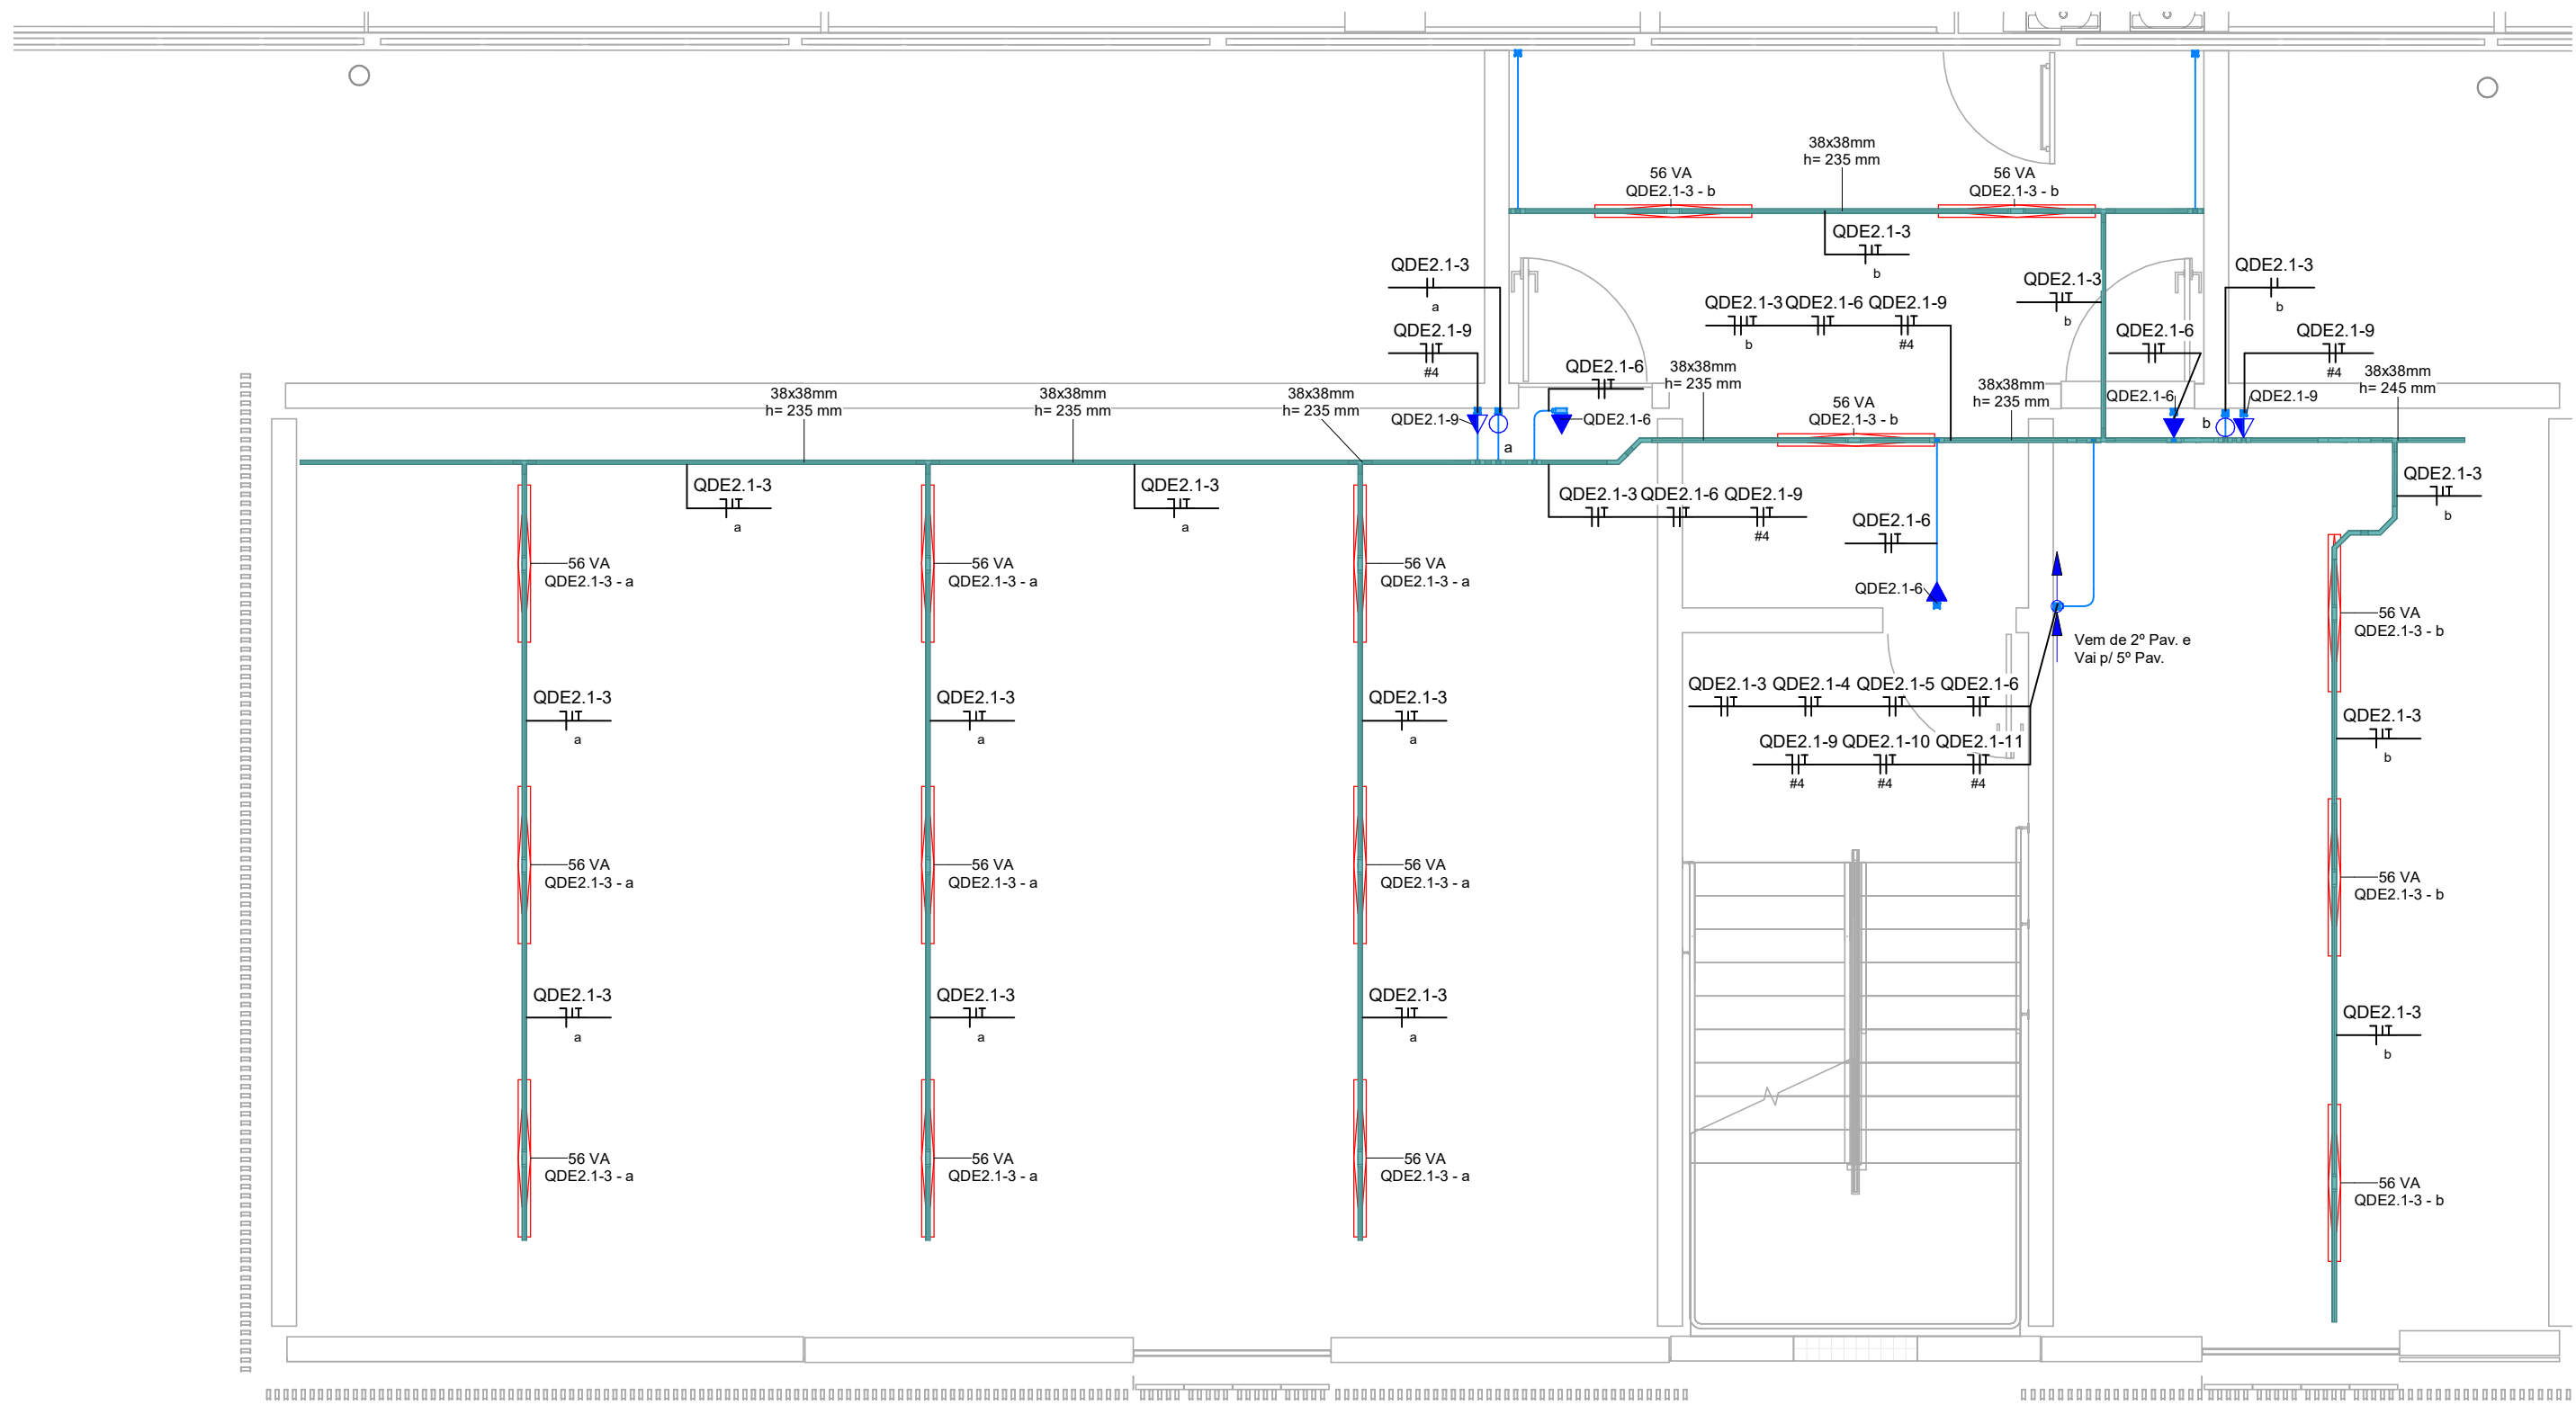 38x38mm
h= 235 mm
56 VA
QDE2.1-3 - b
56 VA
QDE2.1-3 - b
QDE2.1-3
b
QDE2.1-3
a
QDE2.1-9
#4
QDE2.1-3
b
QDE2.1-3 QDE2.1-6 QDE2.1-9
b
#4
QDE2.1-3
b
QDE2.1-6
QDE2.1-9
#4
QDE2.1-6
38x38mm
h= 235 mm
38x38mm
h= 235 mm
38x38mm
h= 245 mm
38x38mm
h= 235 mm
38x38mm
h= 235 mm
38x38mm
h= 235 mm
QDE2.1-9
a
QDE2.1-6
56 VA
QDE2.1-3 - b
QDE2.1-6
b
QDE2.1-9
QDE2.1-3
a
QDE2.1-3
a
QDE2.1-3 QDE2.1-6 QDE2.1-9
#4
QDE2.1-6
QDE2.1-6
QDE2.1-3
b
56 VA
QDE2.1-3 - a
56 VA
QDE2.1-3 - a
56 VA
QDE2.1-3 - a
56 VA
QDE2.1-3 - b
Vem de 2º Pav. e
Vai p/ 5º Pav.
QDE2.1-3
a
QDE2.1-3
a
QDE2.1-3
a
QDE2.1-3 QDE2.1-4 QDE2.1-5 QDE2.1-6
QDE2.1-9 QDE2.1-10 QDE2.1-11
#4
#4
#4
QDE2.1-3
b
56 VA
QDE2.1-3 - a
56 VA
QDE2.1-3 - a
56 VA
QDE2.1-3 - a
56 VA
QDE2.1-3 - b
QDE2.1-3
a
QDE2.1-3
a
QDE2.1-3
a
QDE2.1-3
b
56 VA
QDE2.1-3 - a
56 VA
QDE2.1-3 - a
56 VA
QDE2.1-3 - a
56 VA
QDE2.1-3 - b